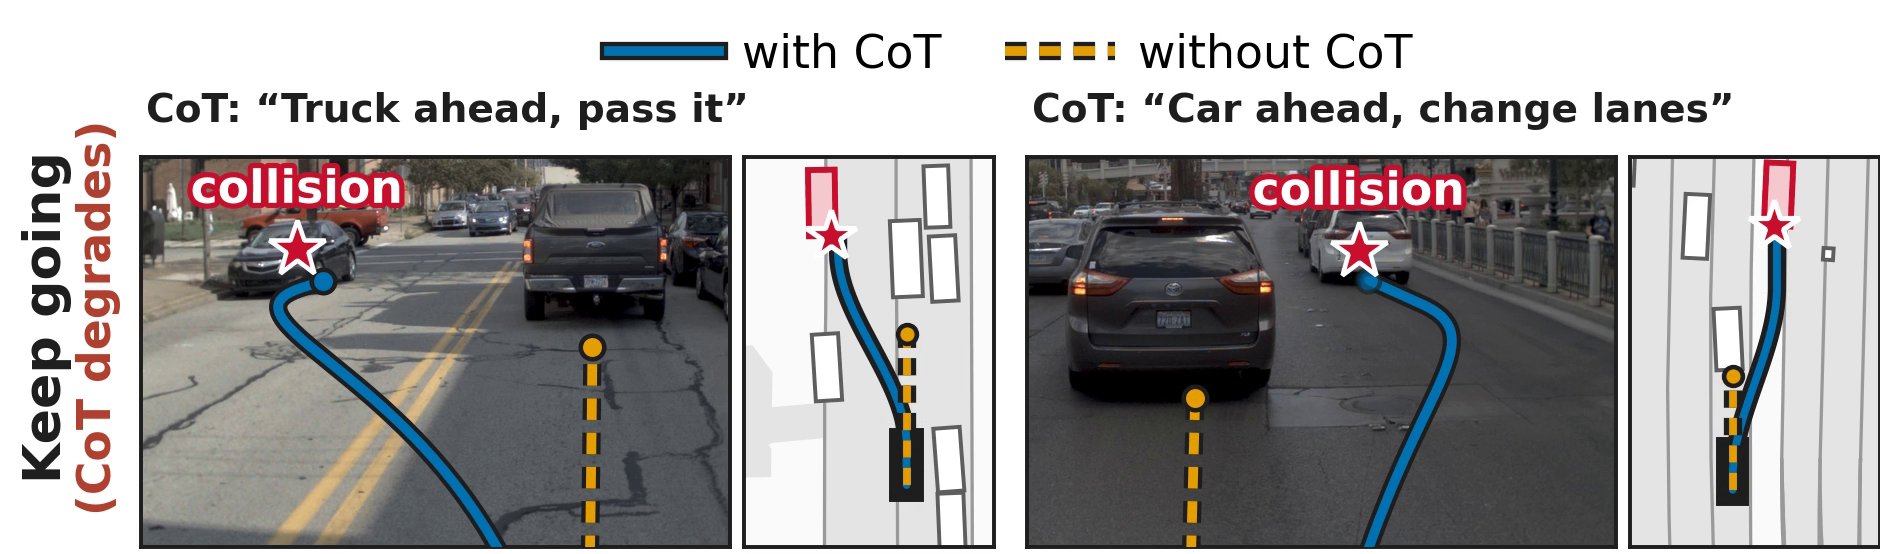 with CoT
without CoT
CoT: “Truck ahead, pass it”
CoT: “Car ahead, change lanes”
Keep going
(CoT degrades)
collision
collision